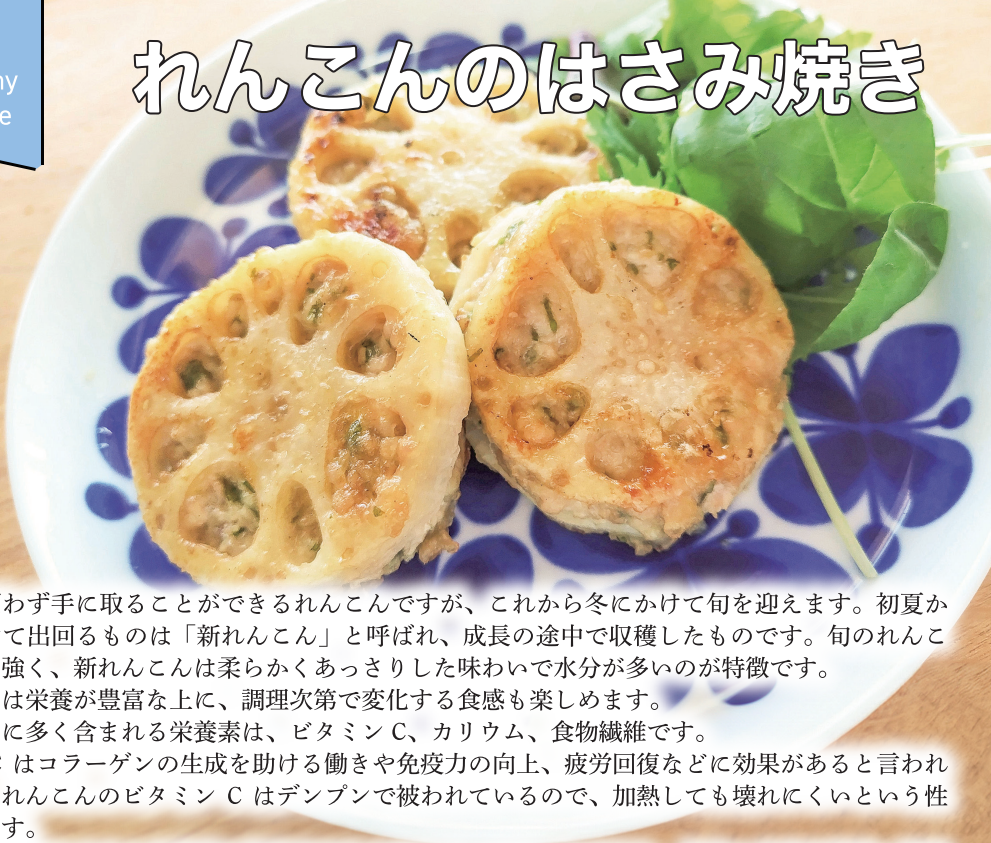 ny
e
れんこんのはさみ焼き
わず手に取ることができるれんこんですが、これから冬にかけて旬を迎えます。初夏か
て出回るものは「新れんこん」と呼ばれ、成長の途中で収穫したものです。旬のれんこ
強く、新れんこんは柔らかくあっさりした味わいで水分が多いのが特徴です。
は栄養が豊富な上に、調理次第で変化する食感も楽しめます。
に多く含まれる栄養素は、ビタミン C、カリウム、食物繊維です。
はコラーゲンの生成を助ける働きや免疫力の向上、疲労回復などに効果があると言われ
れんこんのビタミン C はデンプンで被われているので、加熱しても壊れにくいという性
す。